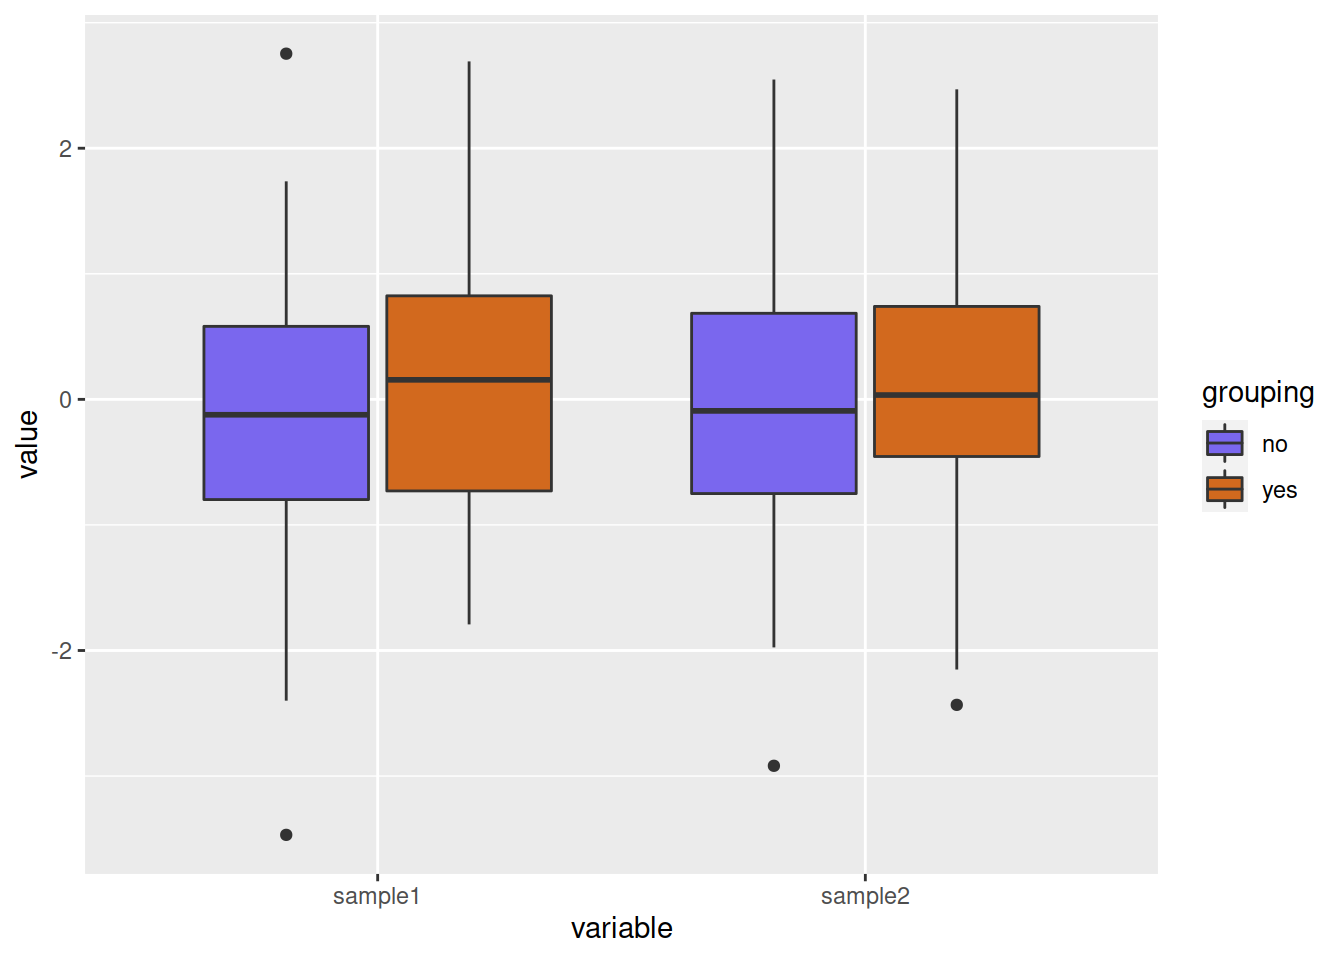 2
0
-2
value
sample1
sample2
variable
grouping
no
yes